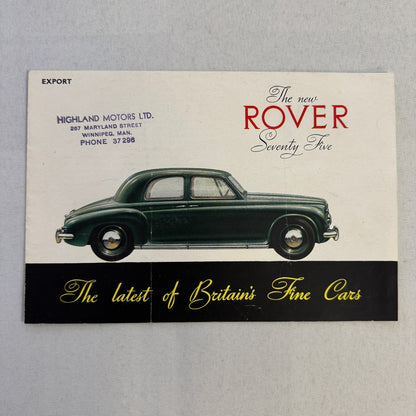 EXPORT
HIGHLAND MOTORS LTD.
267 MARYLAND STREET
WINNIPEG, MAN.
PHONE 37 296
The new
ROVER
Seventy Five
The latest of Britain's Fine Cars